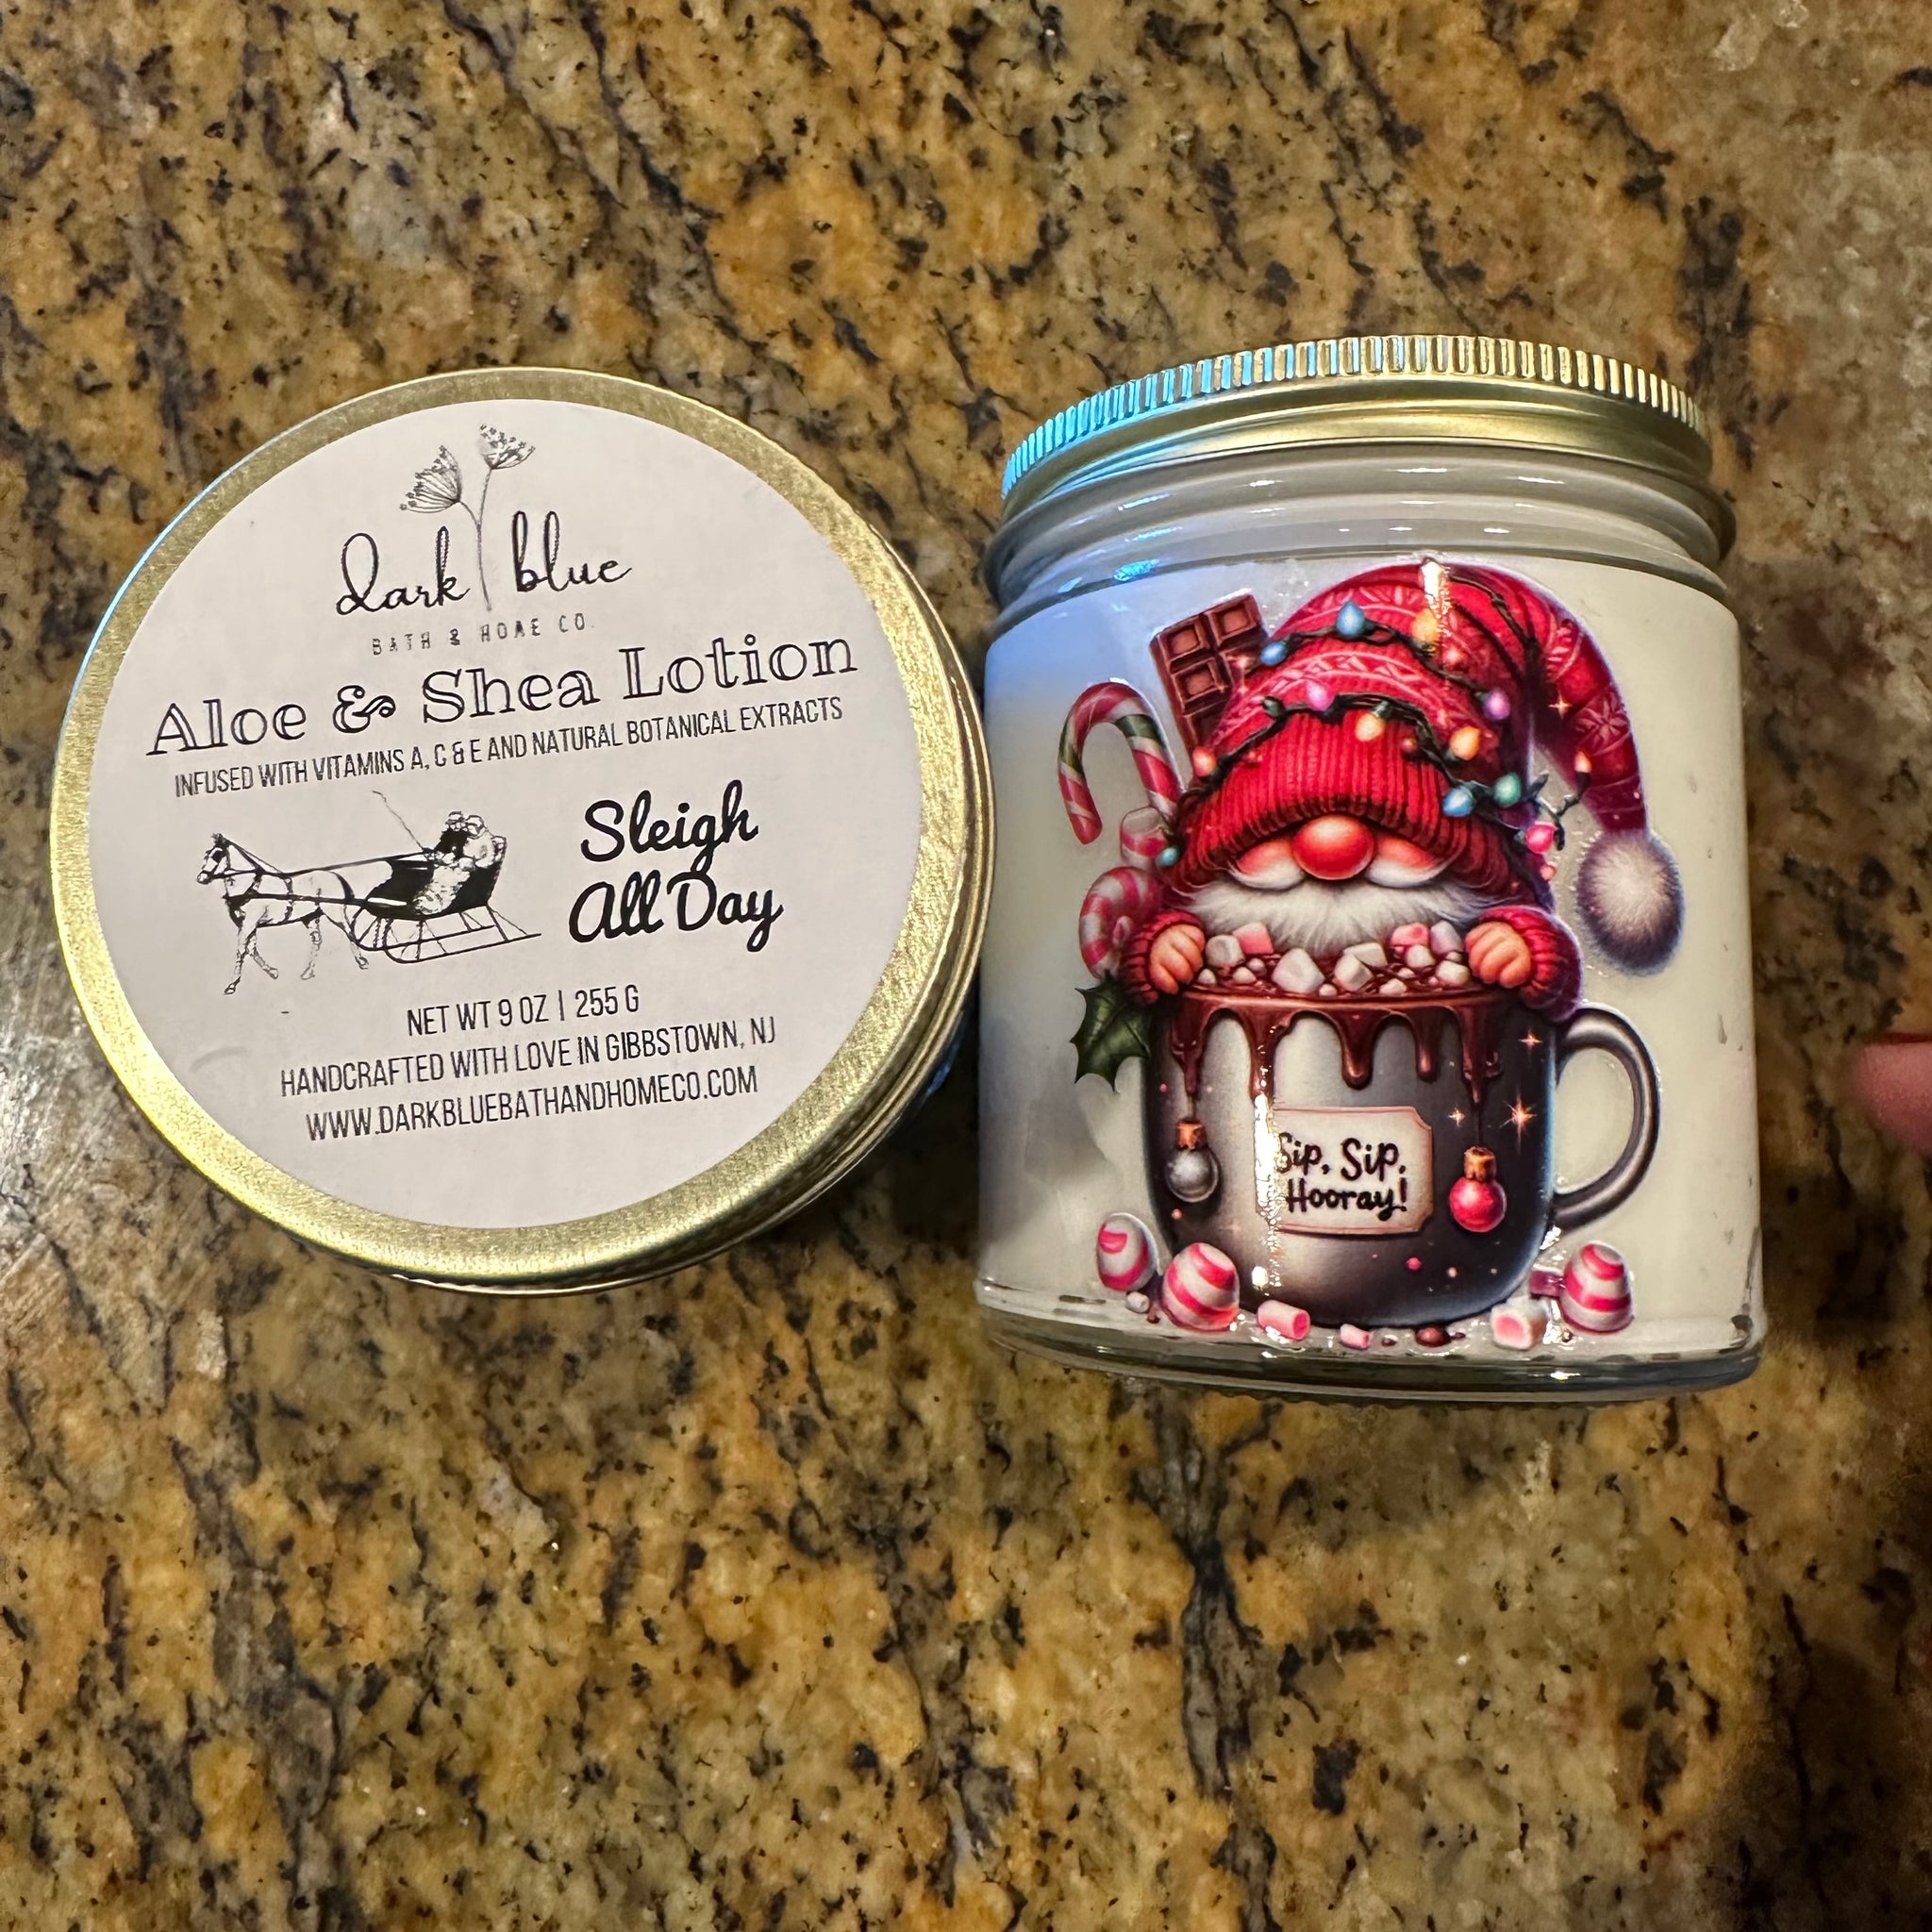 dark blue
BATH & HOME CO.
Aloe & Shea Lotion
INFUSED WITH VITAMINS A, C & E AND NATURAL BOTANICAL EXTRACTS
Sleigh
All Day
NET WT 9 OZ | 255 G
HANDCRAFTED WITH LOVE IN GIBBSTOWN, NJ
WWW.DARKBLUEBATHANDHOMECO.COM
Sip, Sip,
Hooray!